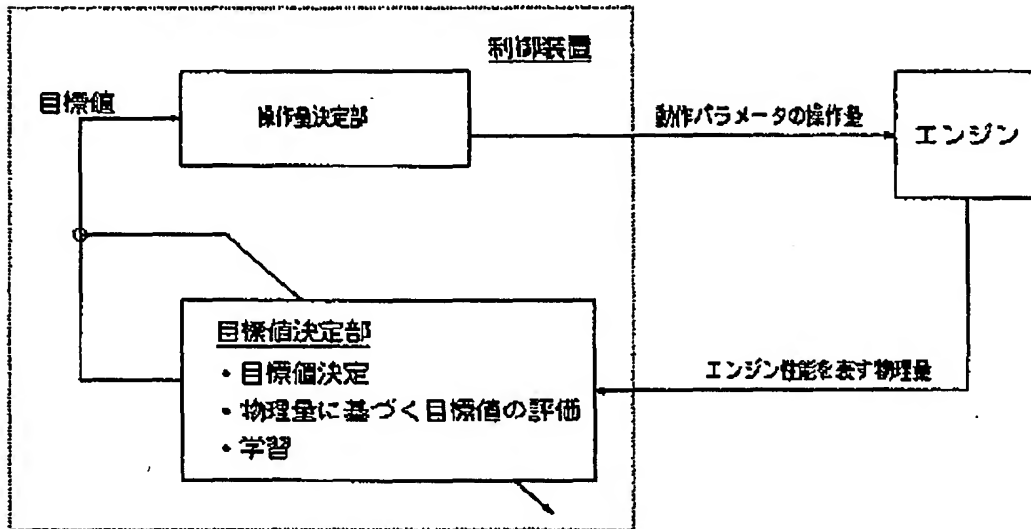 制御装置
目標値
操作量決定部
動作パラメータの操作量
エンジン
目標値決定部
・目標値決定
・物理量に基づく目標値の評価
・学習
エンジン性能を表す物理量